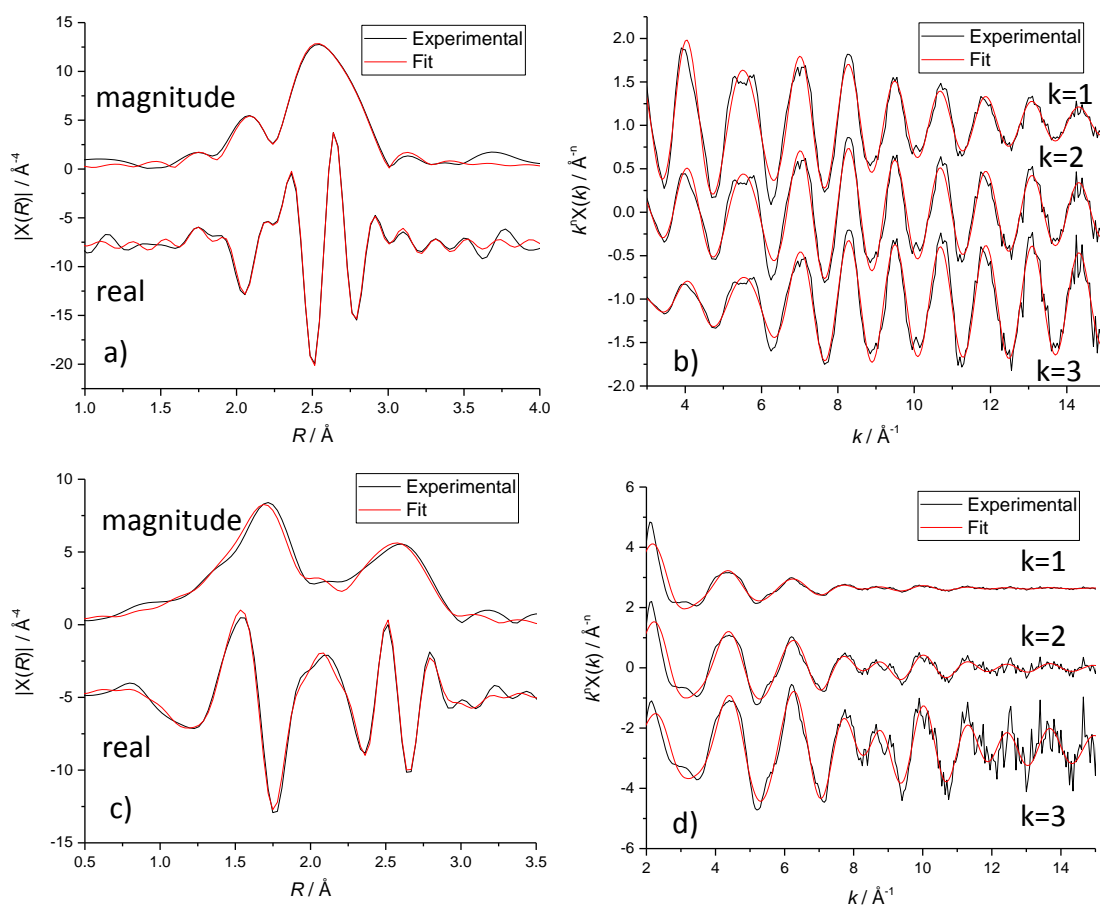 15
10
5
0
-5
-10
-15
-20
1.0 1.5 2.0 2.5 3.0 3.5 4.0
|X(R)| / Å-4
R / Å
Experimental
Fit
magnitude
real
a)
2.0
1.5
1.0
0.5
0.0
-0.5
-1.0
-1.5
-2.0
4 6 8 10 12 14
knX(k) / Å-n
k / Å-1
Experimental
Fit
k=1
k=2
k=3
b)
10
5
0
-5
-10
-15
0.5 1.0 1.5 2.0 2.5 3.0 3.5
|X(R)| / Å-4
R / Å
Experimental
Fit
magnitude
real
c)
6
4
2
0
-2
-4
-6
2 4 6 8 10 12 14
knX(k) / Å-n
k / Å-1
Experimental
Fit
k=1
k=2
k=3
d)